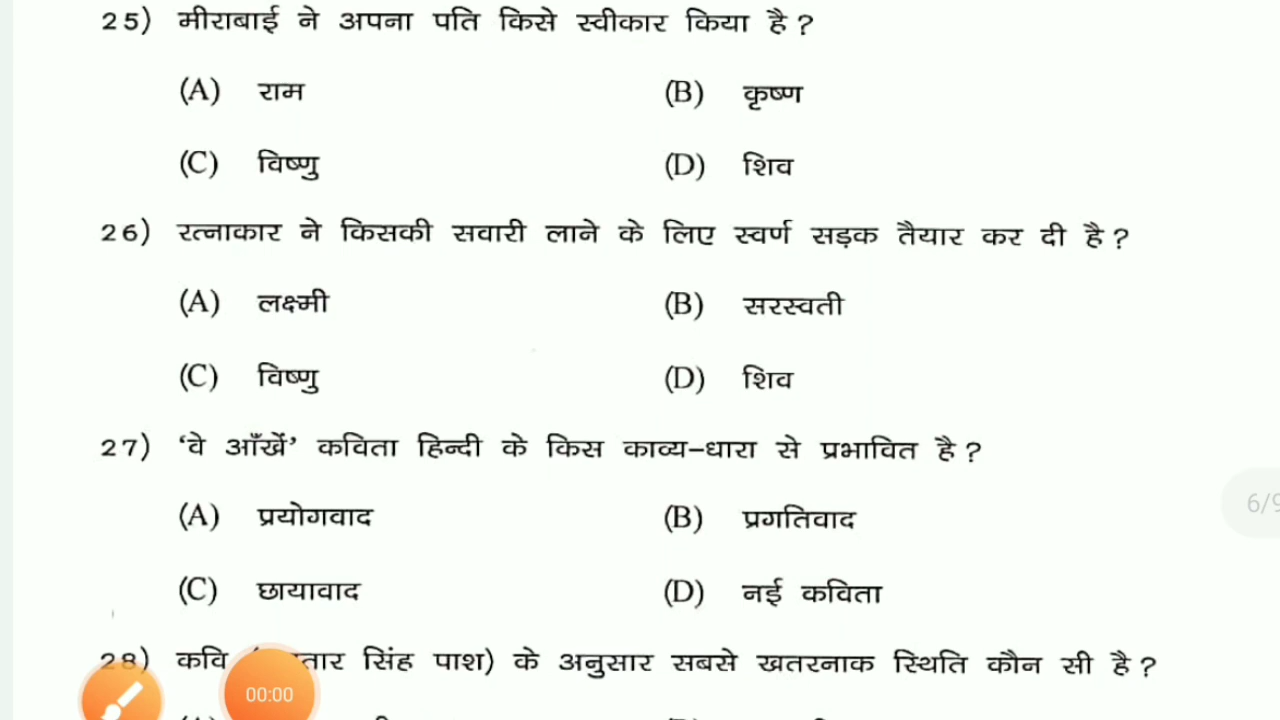 25) मीराबाई ने अपना पति किसे स्वीकार किया है ?
(A) राम (B) कृष्ण
(C) विष्णु (D) शिव
26) रत्नाकार ने किसकी सवारी लाने के लिए स्वर्ण सड़क तैयार कर दी है ?
(A) लक्ष्मी (B) सरस्वती
(C) विष्णु (D) शिव
27) ‘वे आँखें’ कविता हिन्दी के किस काव्य-धारा से प्रभावित है ?
6/9
(A) प्रयोगवाद (B) प्रगतिवाद
(C) छायावाद (D) नई कविता
28) कवि सिंह पाश) के अनुसार सबसे खतरनाक स्थिति कौन सी है ?
00:00